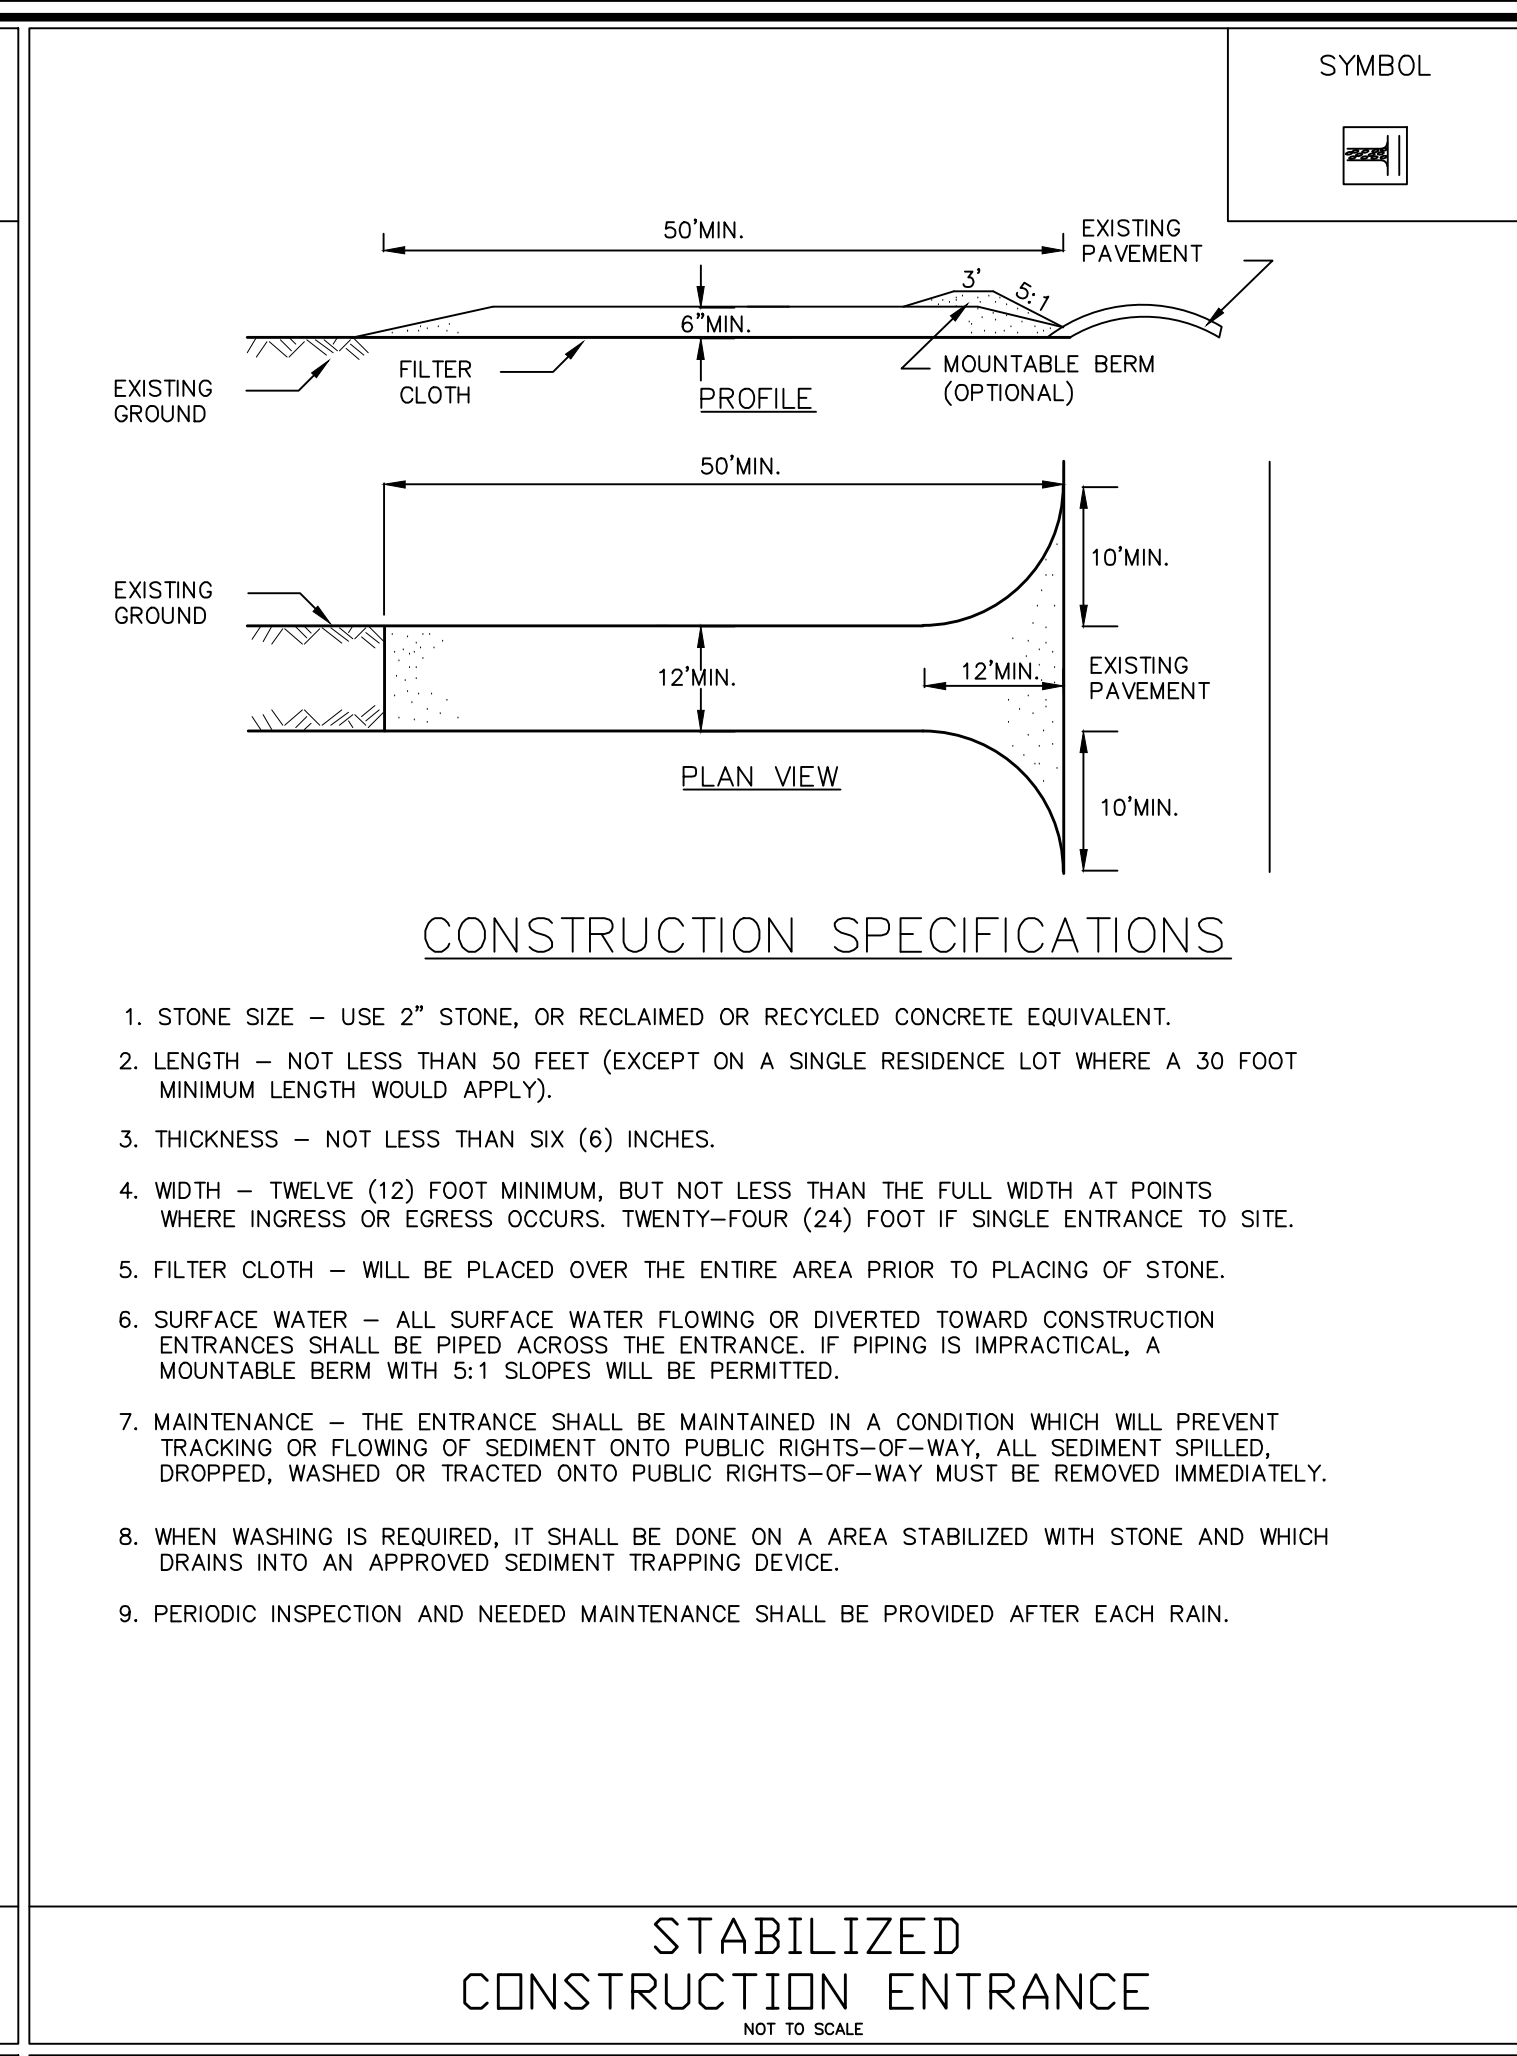 SYMBOL
50'MIN.
EXISTING
PAVEMENT
3'
5:1
6"MIN.
FILTER
CLOTH
MOUNTABLE BERM
(OPTIONAL)
EXISTING
GROUND
PROFILE
50'MIN.
10'MIN.
EXISTING
GROUND
12'MIN.
12'MIN.
EXISTING
PAVEMENT
PLAN VIEW
10'MIN.
CONSTRUCTION SPECIFICATIONS
1. STONE SIZE – USE 2" STONE, OR RECLAIMED OR RECYCLED CONCRETE EQUIVALENT.
2. LENGTH – NOT LESS THAN 50 FEET (EXCEPT ON A SINGLE RESIDENCE LOT WHERE A 30 FOOT
MINIMUM LENGTH WOULD APPLY).
3. THICKNESS – NOT LESS THAN SIX (6) INCHES.
4. WIDTH – TWELVE (12) FOOT MINIMUM, BUT NOT LESS THAN THE FULL WIDTH AT POINTS
WHERE INGRESS OR EGRESS OCCURS. TWENTY–FOUR (24) FOOT IF SINGLE ENTRANCE TO SITE.
5. FILTER CLOTH – WILL BE PLACED OVER THE ENTIRE AREA PRIOR TO PLACING OF STONE.
6. SURFACE WATER – ALL SURFACE WATER FLOWING OR DIVERTED TOWARD CONSTRUCTION
ENTRANCES SHALL BE PIPED ACROSS THE ENTRANCE. IF PIPING IS IMPRACTICAL, A
MOUNTABLE BERM WITH 5:1 SLOPES WILL BE PERMITTED.
7. MAINTENANCE – THE ENTRANCE SHALL BE MAINTAINED IN A CONDITION WHICH WILL PREVENT
TRACKING OR FLOWING OF SEDIMENT ONTO PUBLIC RIGHTS–OF–WAY, ALL SEDIMENT SPILLED,
DROPPED, WASHED OR TRACTED ONTO PUBLIC RIGHTS–OF–WAY MUST BE REMOVED IMMEDIATELY.
8. WHEN WASHING IS REQUIRED, IT SHALL BE DONE ON A AREA STABILIZED WITH STONE AND WHICH
DRAINS INTO AN APPROVED SEDIMENT TRAPPING DEVICE.
9. PERIODIC INSPECTION AND NEEDED MAINTENANCE SHALL BE PROVIDED AFTER EACH RAIN.
STABILIZED
CONSTRUCTION ENTRANCE
NOT TO SCALE